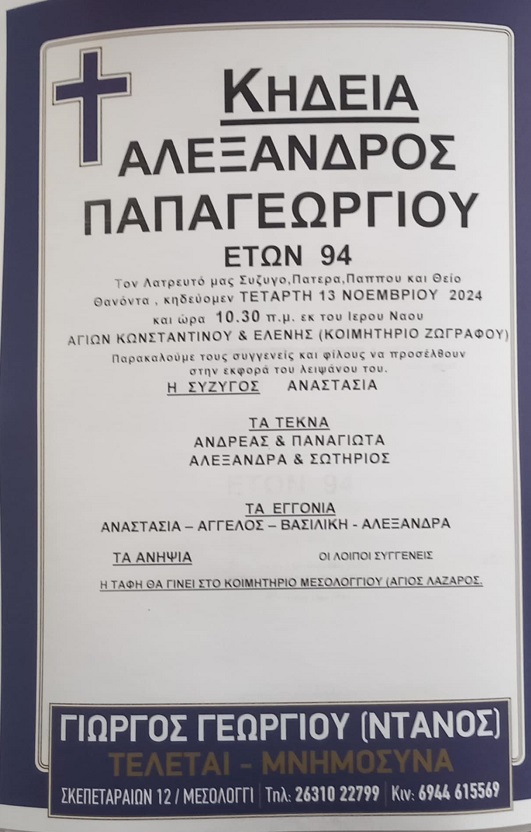 ΚΗΔΕΙΑ
ΑΛΕΞΑΝΔΡΟΣ
ΠΑΠΑΓΕΩΡΓΙΟΥ
ΕΤΩΝ 94
Τον Λατρευτό μας Συζυγο,Πατερα,Παππου και Θείο
Θανόντα , κηδεύομεν ΤΕΤΑΡΤΗ 13 ΝΟΕΜΒΡΙΟΥ 2024
και ώρα 10.30 π.μ. εκ του Ιερου Ναου
ΑΓΙΩΝ ΚΩΝΣΤΑΝΤΙΝΟΥ & ΕΛΕΝΗΣ (ΚΟΙΜΗΤΗΡΙΟ ΖΩΓΡΑΦΟΥ)
Παρακαλούμε τους συγγενείς και φίλους να προσέλθουν
στην εκφορά του λειψάνου του.
Η ΣΥΖΥΓΟΣ ΑΝΑΣΤΑΣΙΑ
ΤΑ ΤΕΚΝΑ
ΑΝΔΡΕΑΣ & ΠΑΝΑΓΙΩΤΑ
ΑΛΕΞΑΝΔΡΑ & ΣΩΤΗΡΙΟΣ
ΤΑ ΕΓΓΟΝΙΑ
ΑΝΑΣΤΑΣΙΑ – ΑΓΓΕΛΟΣ – ΒΑΣΙΛΙΚΗ - ΑΛΕΞΑΝΔΡΑ
ΤΑ ΑΝΗΨΙΑ ΟΙ ΛΟΙΠΟΙ ΣΥΓΓΕΝΕΙΣ
Η ΤΑΦΗ ΘΑ ΓΙΝΕΙ ΣΤΟ ΚΟΙΜΗΤΗΡΙΟ ΜΕΣΟΛΟΓΓΙΟΥ (ΑΓΙΟΣ ΛΑΖΑΡΟΣ.
ΓΙΩΡΓΟΣ ΓΕΩΡΓΙΟΥ (ΝΤΑΝΟΣ)
ΤΕΛΕΤΑΙ - ΜΝΗΜΟΣΥΝΑ
ΣΚΕΠΕΤΑΡΑΙΩΝ 12 / ΜΕΣΟΛΟΓΓΙ | Τηλ: 26310 22799 | Κιν: 6944 615569